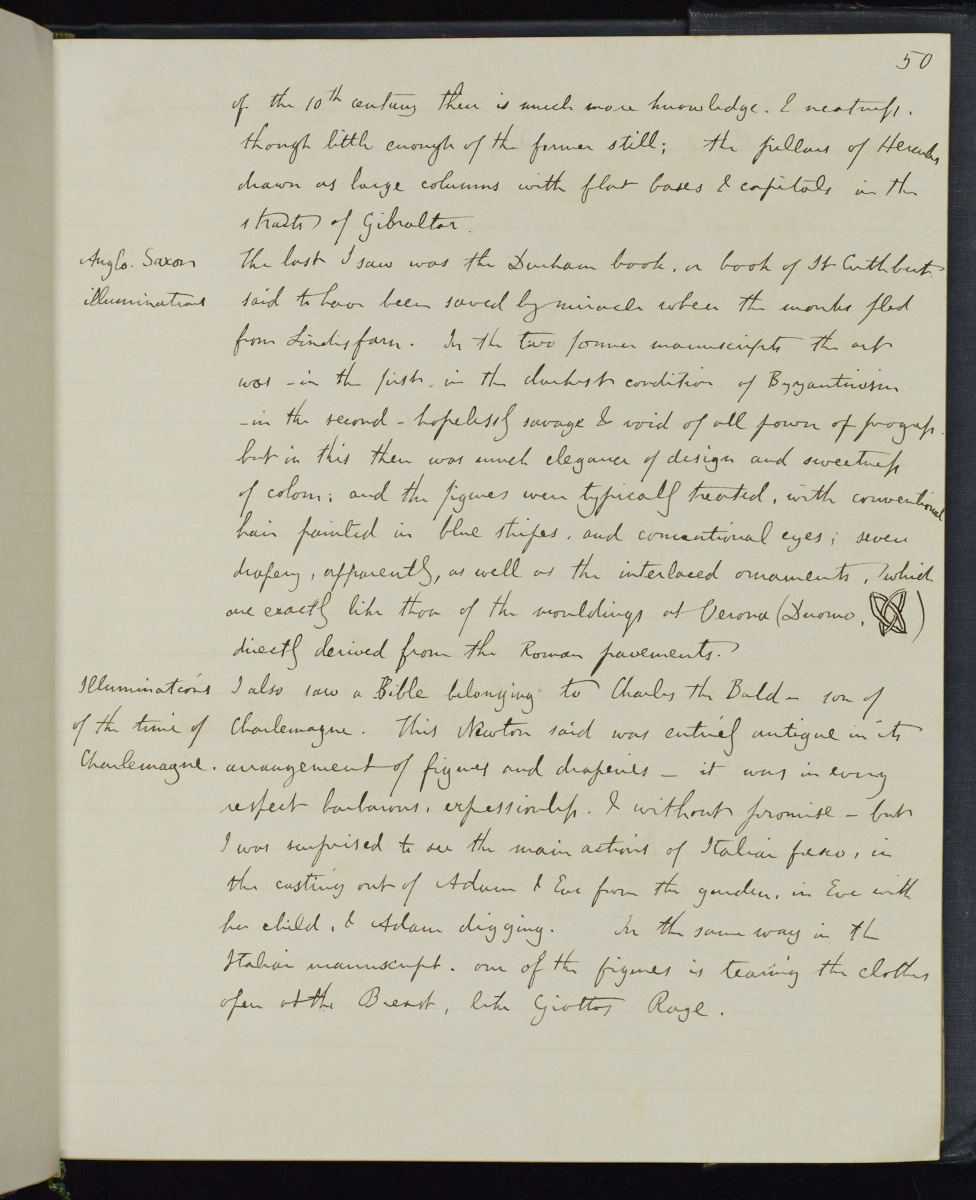 50
of the 10th century there is much more knowledge. & neatness.
though little enough of the former still; the pillars of Hercules
drawn as large columns with flat bases & capitals in the
straits of Gibraltar.
Anglo. Saxon
illuminations
The last I saw was the Durham book, or book of St Cuthbert.
said to have been saved by miracle when the monks fled
from Lindisfarn. In the two former manuscripts the art
was - in the first, in the darkest condition of Byzantinism
- in the second - hopelessly savage & void of all power of progress.
but in this there was much elegance of design and sweetness
of colour; and the figures were typically treated, with conventional
hair painted in blue stripes, and conventional eyes; seven
drapery, apparently, as well as the interlaced ornaments, (which
are exactly like those of the mouldings at Verona (Duomo, )
directly derived from the Roman pavements.)
Illuminations
of the time of
Charlemagne.
I also saw a Bible belonging to Charles the Bald - son of
Charlemagne. This Newton said was entirely antique in its
arrangement of figures and draperies - it was in every
respect barbarous, expressionless. & without promise - but
I was surprised to see the main actions of Italian fresco, in
the casting out of Adam & Eve from the garden, in Eve with
her child, & Adam digging. In the same way in the
Italian manuscript. one of the figures is tearing the clothes
open at the Breast, like Giottos Rage.